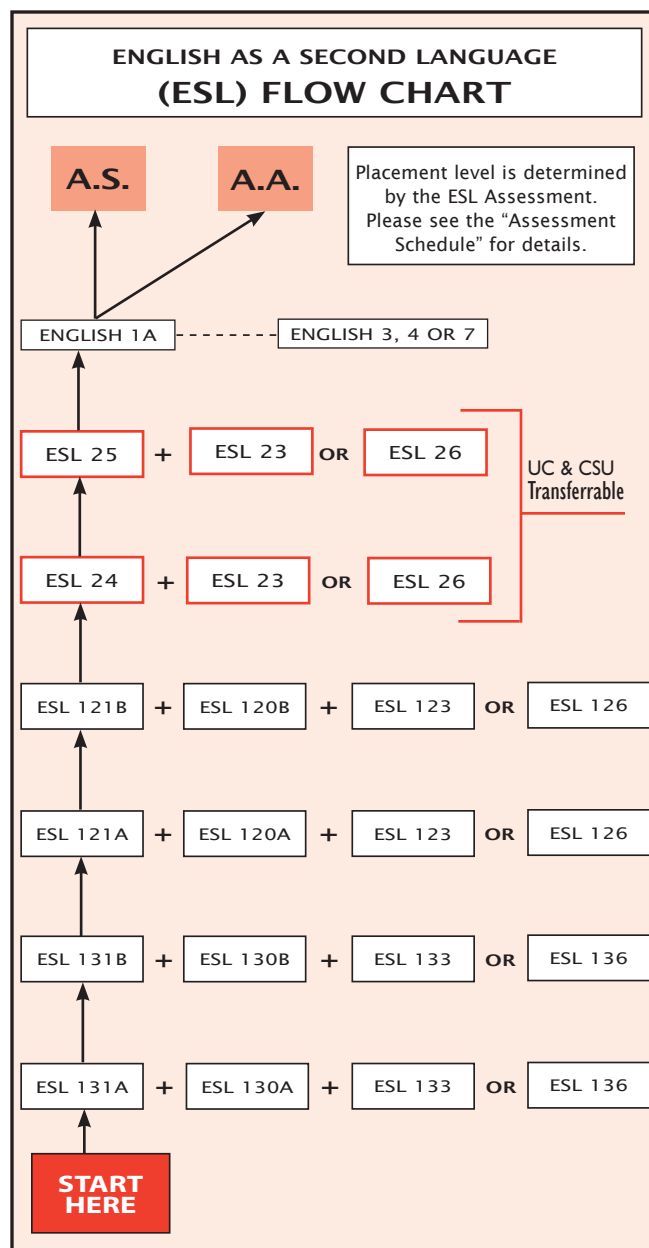 ENGLISH AS A SECOND LANGUAGE
(ESL) FLOW CHART
A.S.
A.A.
Placement level is determined
by the ESL Assessment.
Please see the “Assessment
Schedule” for details.
ENGLISH 1A
ENGLISH 3, 4 OR 7
ESL 25 + ESL 23 OR ESL 26
UC & CSU
Transferrable
ESL 24 + ESL 23 OR ESL 26
ESL 121B + ESL 120B + ESL 123 OR ESL 126
ESL 121A + ESL 120A + ESL 123 OR ESL 126
ESL 131B + ESL 130B + ESL 133 OR ESL 136
ESL 131A + ESL 130A + ESL 133 OR ESL 136
START
HERE